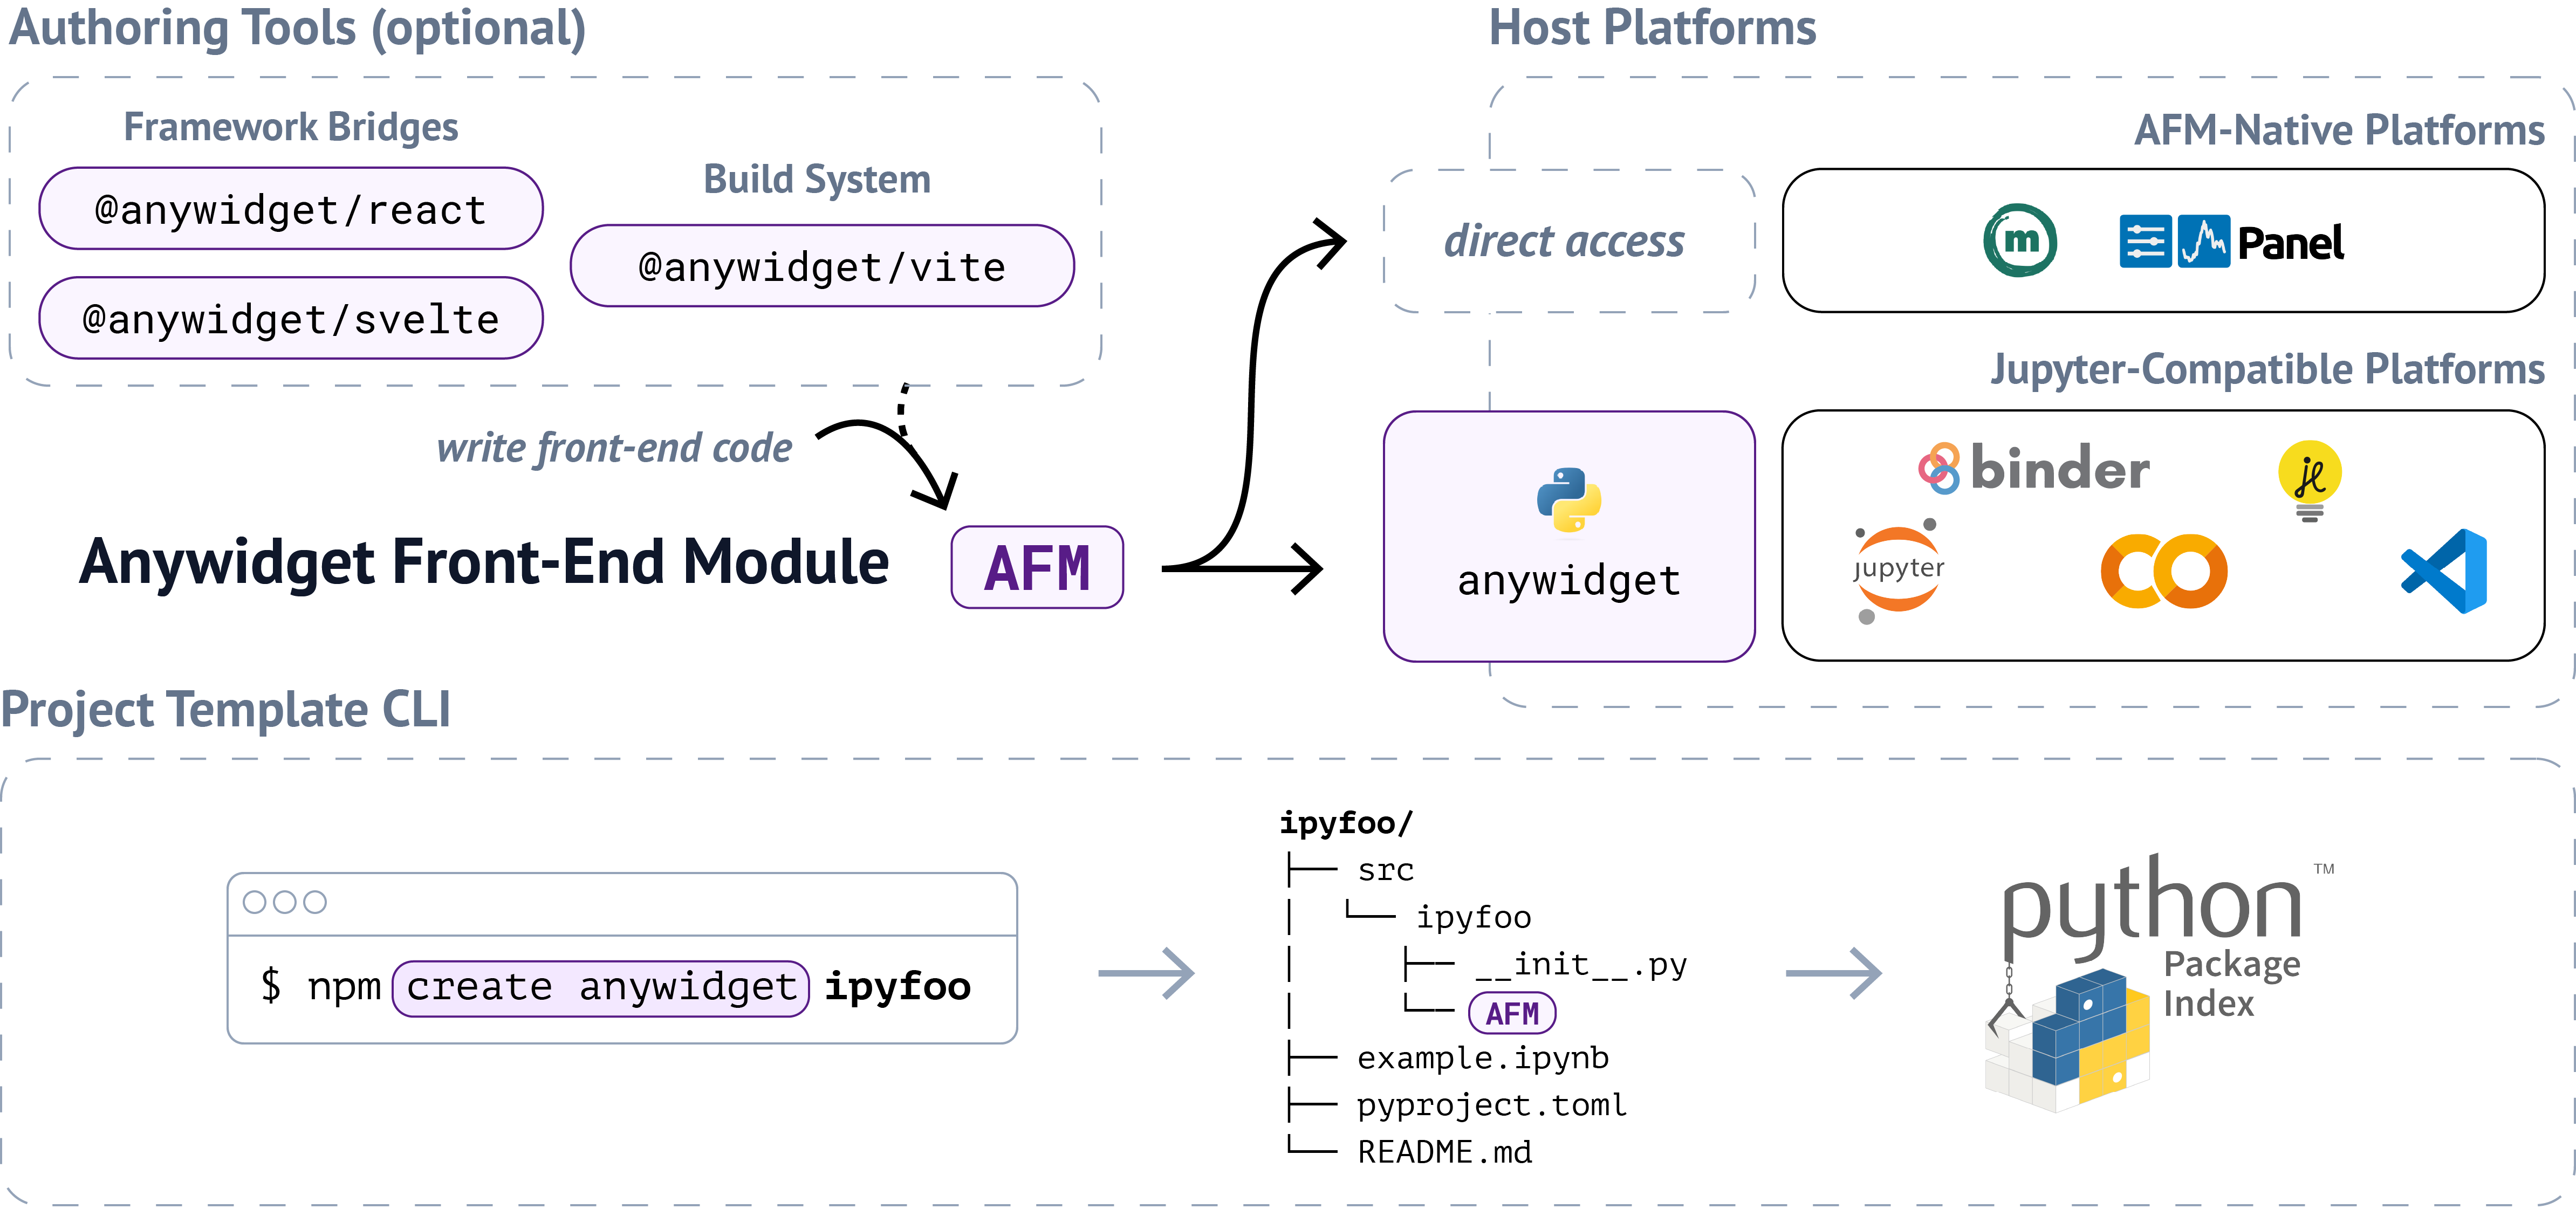 Authoring Tools (optional)
Framework Bridges
@anywidget/react
@anywidget/svelte
Build System
@anywidget/vite
write front-end code
Anywidget Front-End Module
AFM
Host Platforms
AFM-Native Platforms
direct access
m
Panel
Jupyter-Compatible Platforms
anywidget
binder
jl
jupyter
Project Template CLI
$ npm create anywidget ipyfoo
ipyfoo/
├── src
│   └── ipyfoo
│       ├── __init__.py
│       └── AFM
├── example.ipynb
├── pyproject.toml
└── README.md
python™
Package
Index